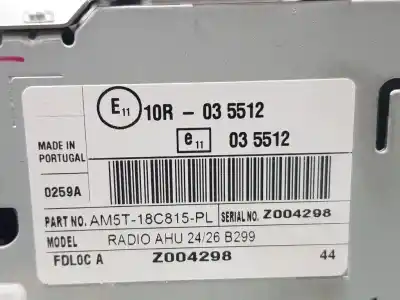 E11 10R - 03 5512
MADE IN
PORTUGAL
e11 03 5512
0259A
PART NO. AM5T-18C815-PL SERIAL NO. Z004298
MODEL RADIO AHU 24/26 B299
FDLOC A Z004298 44